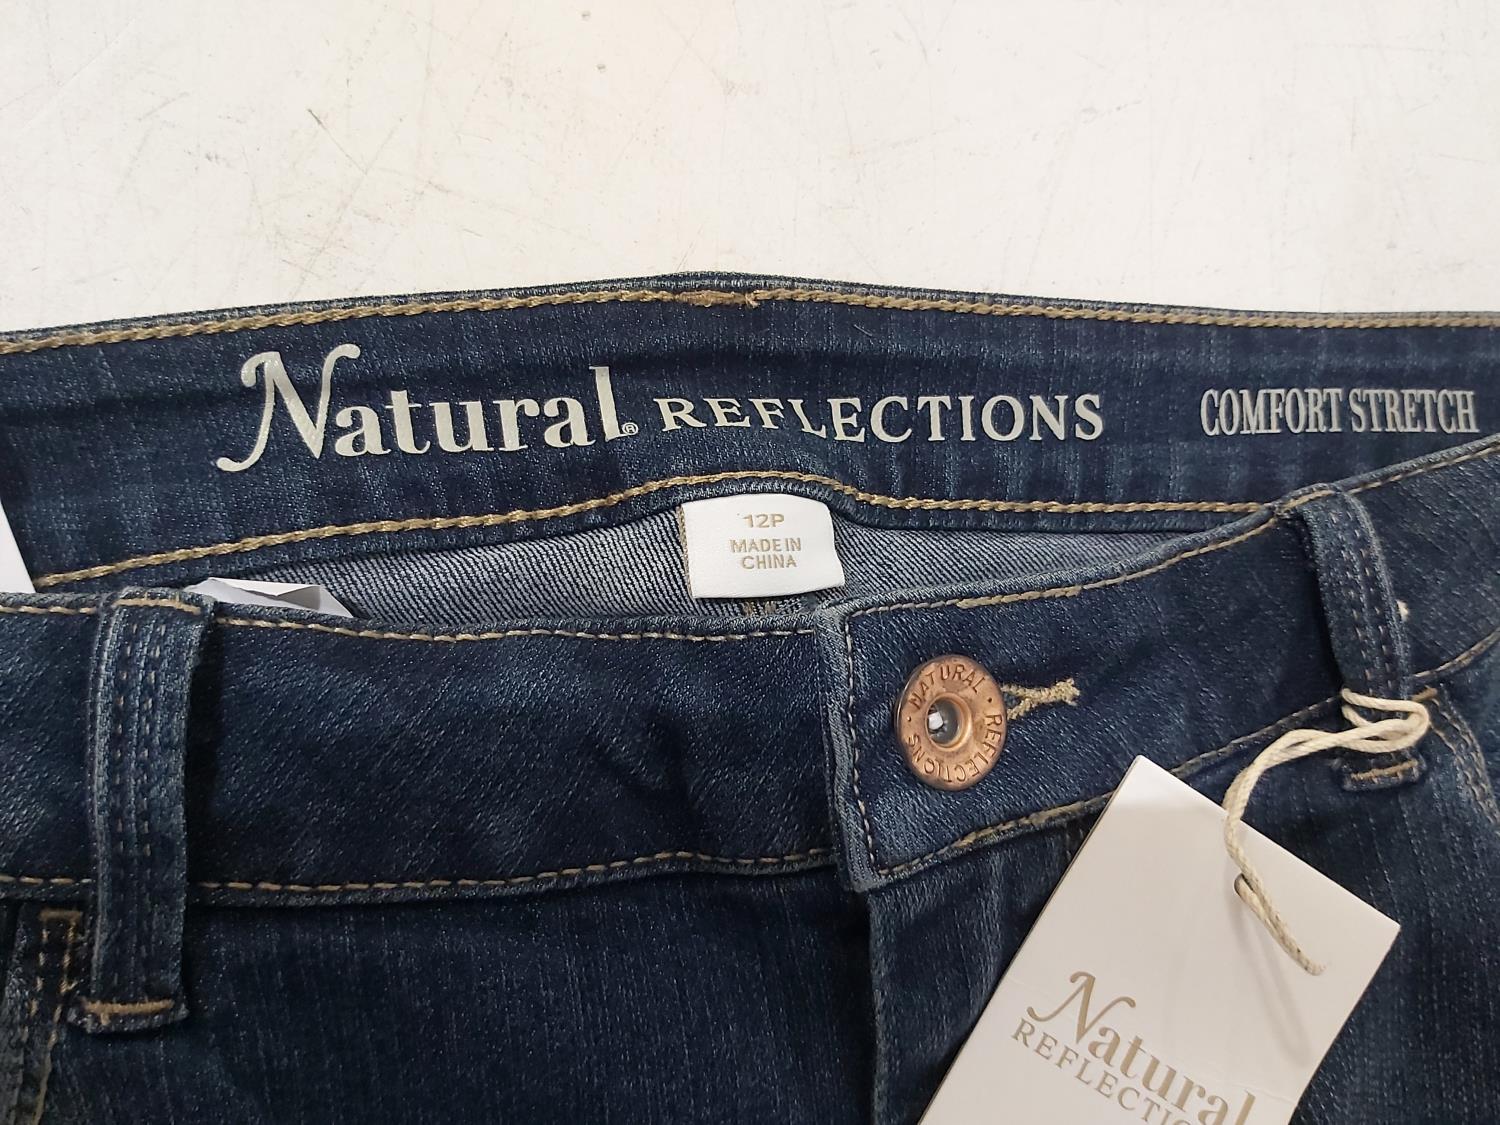 Natural® REFLECTIONS COMFORT STRETCH
12P
MADE IN
CHINA
NATURAL · REFLECTIONS ·
Natural
REFLECTIO